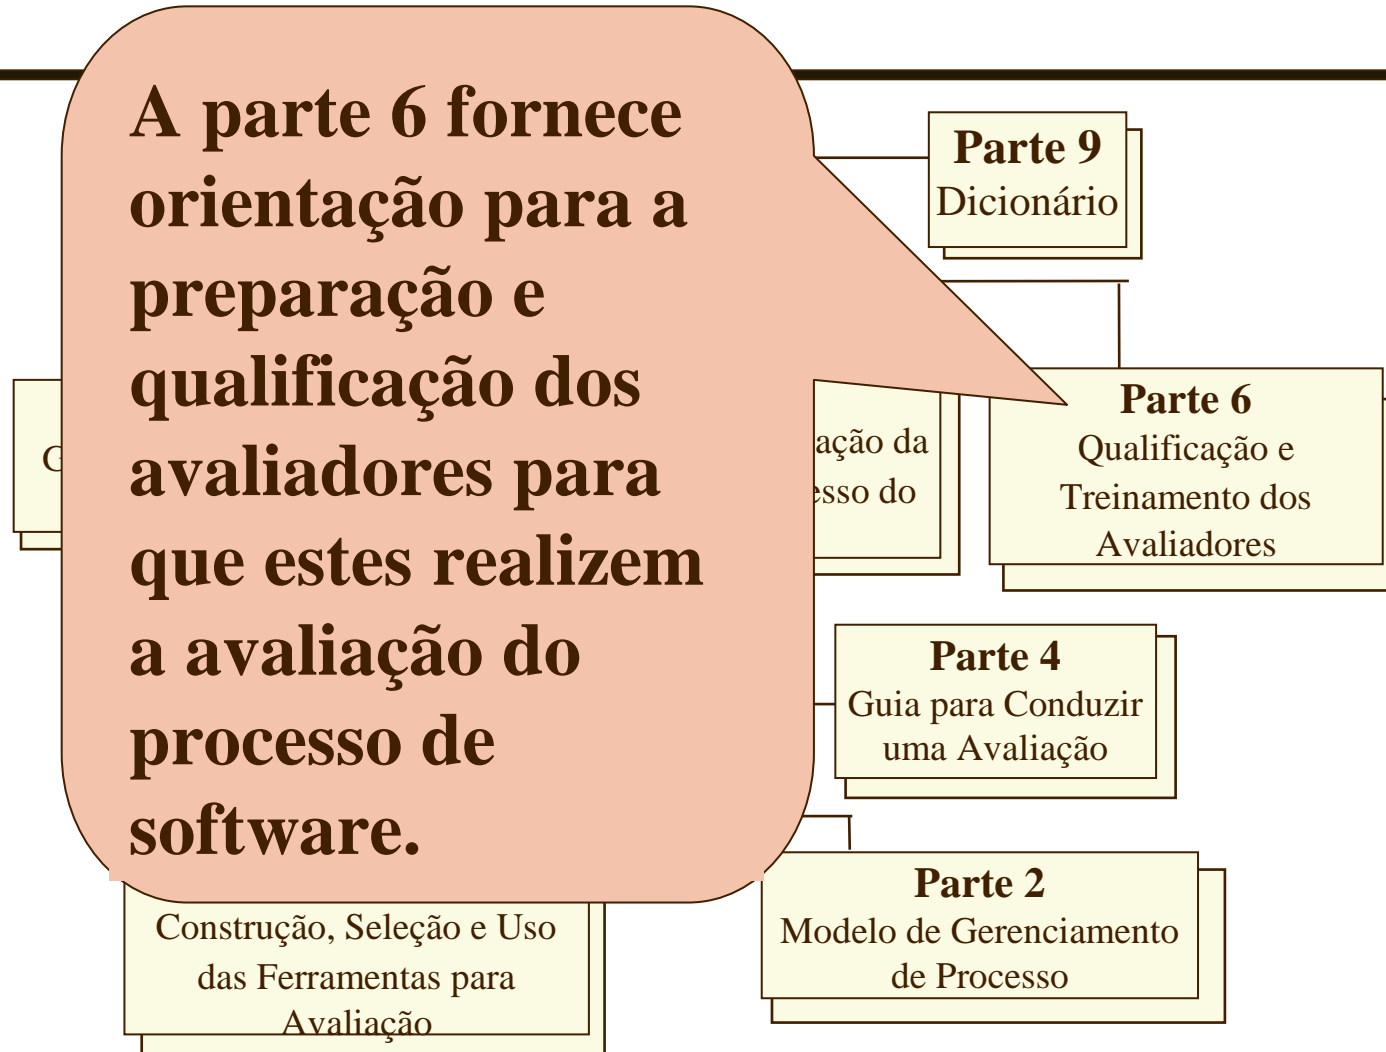 A parte 6 fornece
orientação para a
preparação e
qualificação dos
avaliadores para
que estes realizem
a avaliação do
processo de
software.
Parte 9
Dicionário
Parte 6
Qualificação e
Treinamento dos
Avaliadores
ação da
esso do
Parte 4
Guia para Conduzir
uma Avaliação
Construção, Seleção e Uso
das Ferramentas para
Avaliação
Parte 2
Modelo de Gerenciamento
de Processo